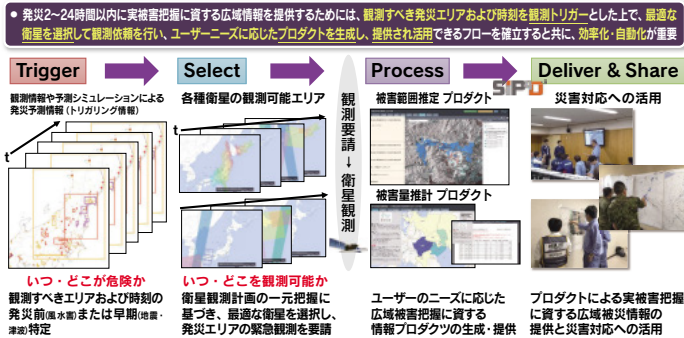 ● 発災2～24時間以内に実被害把握に資する広域情報を提供するためには、観測すべき発災エリアおよび時刻を観測トリガーとした上で、最適な
衛星を選択して観測依頼を行い、ユーザーニーズに応じたプロダクトを生成し、提供され活用できるフローを確立すると共に、効率化・自動化が重要
Trigger
Select
Process
Deliver & Share
観測情報や予測シミュレーションによる
発災予測情報（トリガリング情報）
t
いつ・どこが危険か
観測すべきエリアおよび時刻の
発災前(風水害)または早期(地震・
津波)特定
各種衛星の観測可能エリア
t
いつ・どこを観測可能か
衛星観測計画の一元把握に
基づき、最適な衛星を選択し、
発災エリアの緊急観測を要請
観測要請→衛星観測
SIP
被害範囲推定 プロダクト
被害量推計 プロダクト
ユーザーのニーズに応じた
広域被害把握に資する
情報プロダクツの生成・提供
災害対応への活用
プロダクトによる実被害把握
に資する広域被災情報の
提供と災害対応への活用